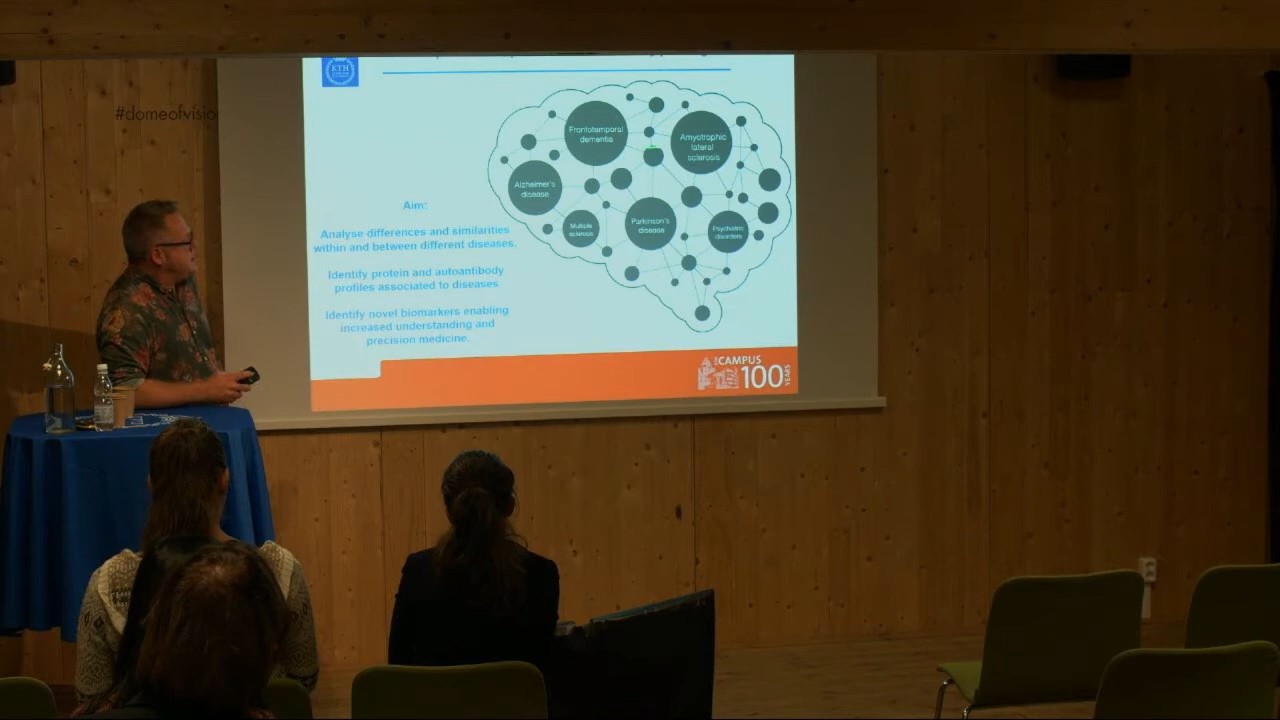 #domeofvision
KTH
Frontotemporal
dementia
Amyotrophic
lateral
sclerosis
Alzheimer's
disease
Multiple
sclerosis
Parkinson's
disease
Psychiatric
disorders
Aim:
Analyse differences and similarities
within and between different diseases.
Identify protein and autoantibody
profiles associated to diseases
Identify novel biomarkers enabling
increased understanding and
precision medicine.
CAMPUS
100
YEARS